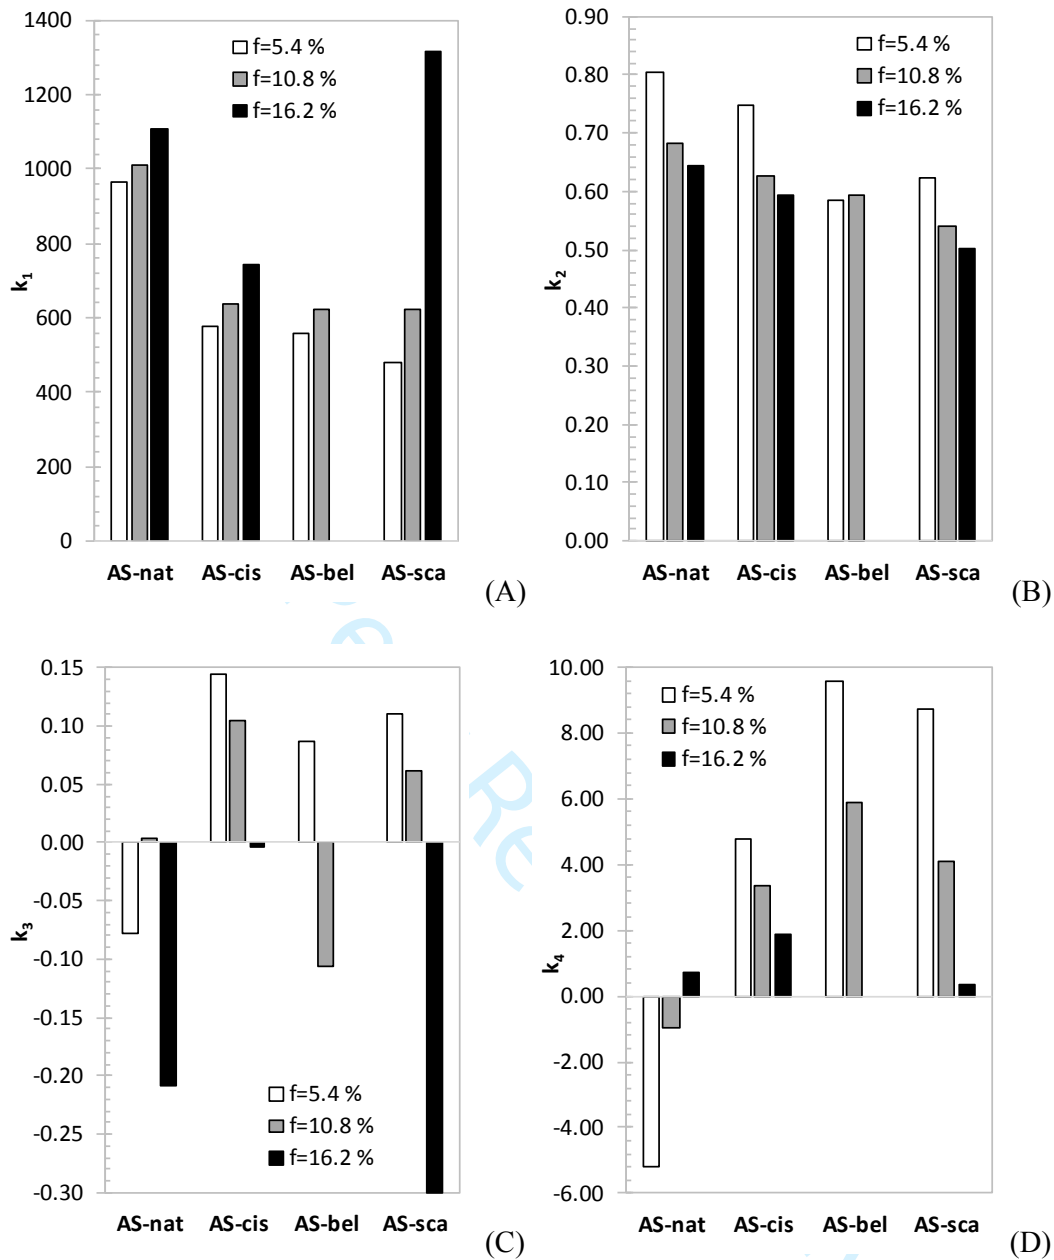 1400
1200
1000
800
600
400
200
0
k1
f=5.4 %
f=10.8 %
f=16.2 %
AS-nat AS-cis AS-bel AS-sca
(A)
0.90
0.80
0.70
0.60
0.50
0.40
0.30
0.20
0.10
0.00
k2
f=5.4 %
f=10.8 %
f=16.2 %
AS-nat AS-cis AS-bel AS-sca
(B)
0.15
0.10
0.05
0.00
-0.05
-0.10
-0.15
-0.20
-0.25
-0.30
k3
f=5.4 %
f=10.8 %
f=16.2 %
AS-nat AS-cis AS-bel AS-sca
(C)
10.00
8.00
6.00
4.00
2.00
0.00
-2.00
-4.00
-6.00
k4
f=5.4 %
f=10.8 %
f=16.2 %
AS-nat AS-cis AS-bel AS-sca
(D)
Re